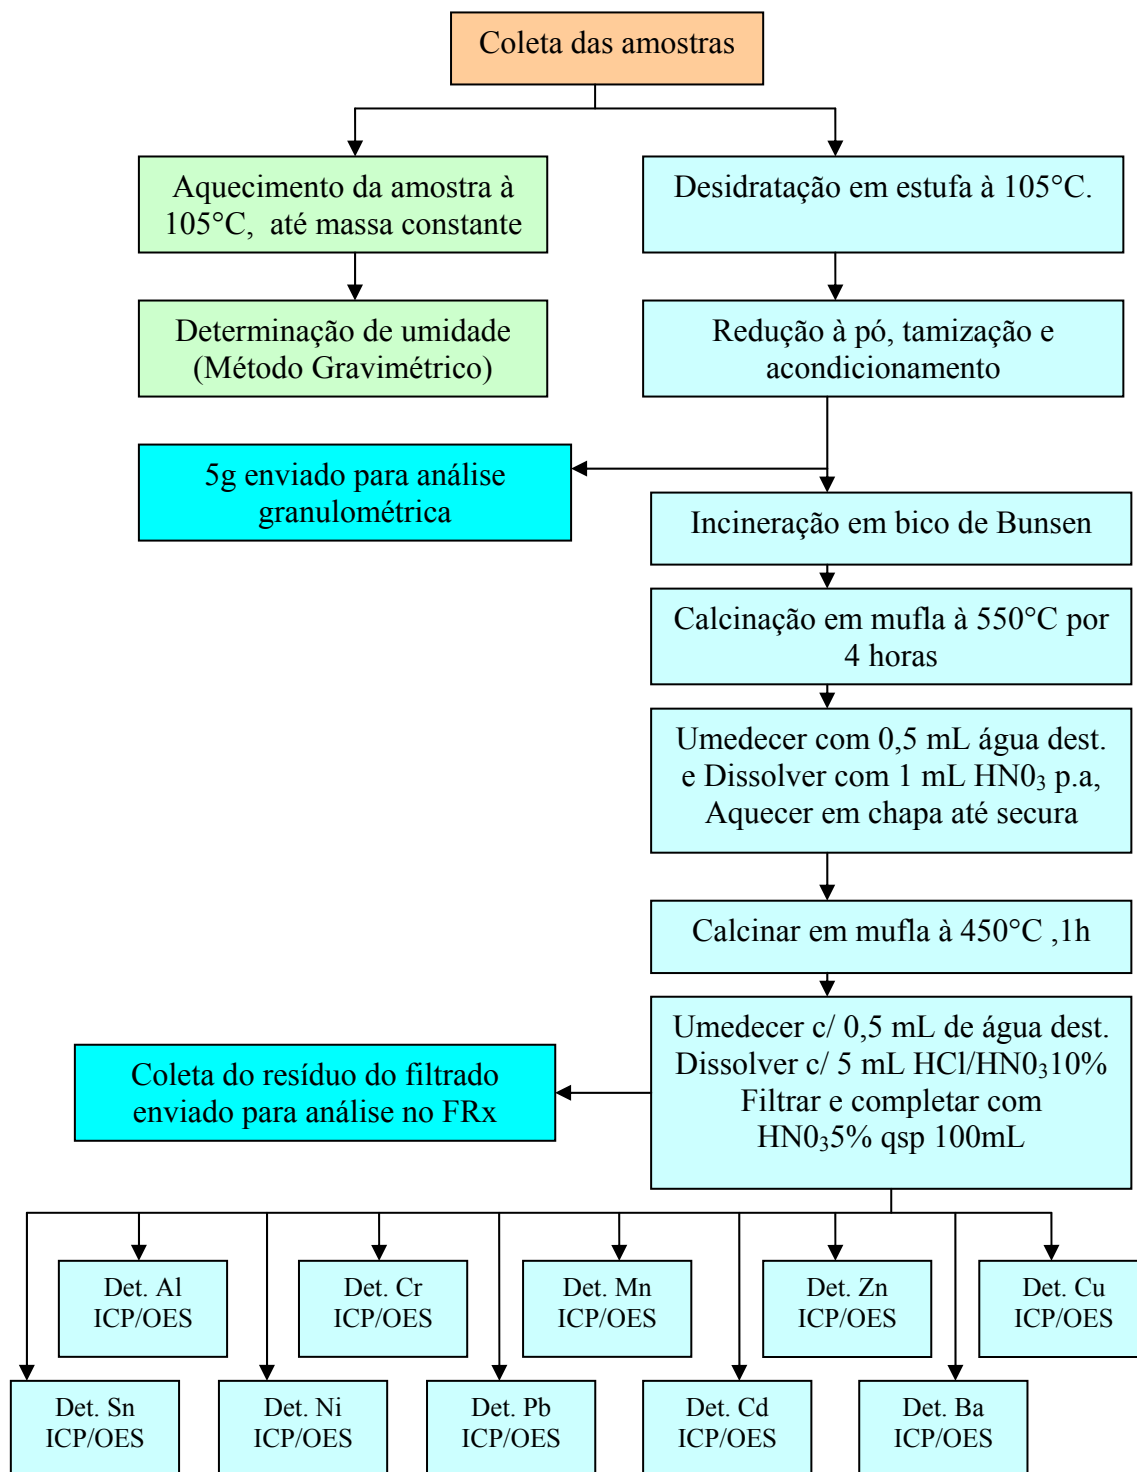 Coleta das amostras
Aquecimento da amostra à
105°C, até massa constante
Desidratação em estufa à 105°C.
Determinação de umidade
(Método Gravimétrico)
Redução à pó, tamização e
acondicionamento
5g enviado para análise
granulométrica
Incineração em bico de Bunsen
Calcinação em mufla à 550°C por
4 horas
Umedecer com 0,5 mL água dest.
e Dissolver com 1 mL HN0₃ p.a,
Aquecer em chapa até secura
Calcinar em mufla à 450°C ,1h
Umedecer c/ 0,5 mL de água dest.
Dissolver c/ 5 mL HCl/HN0₃10%
Filtrar e completar com
HN0₃5% qsp 100mL
Coleta do resíduo do filtrado
enviado para análise no FRx
Det. Al
ICP/OES
Det. Cr
ICP/OES
Det. Mn
ICP/OES
Det. Zn
ICP/OES
Det. Cu
ICP/OES
Det. Sn
ICP/OES
Det. Ni
ICP/OES
Det. Pb
ICP/OES
Det. Cd
ICP/OES
Det. Ba
ICP/OES